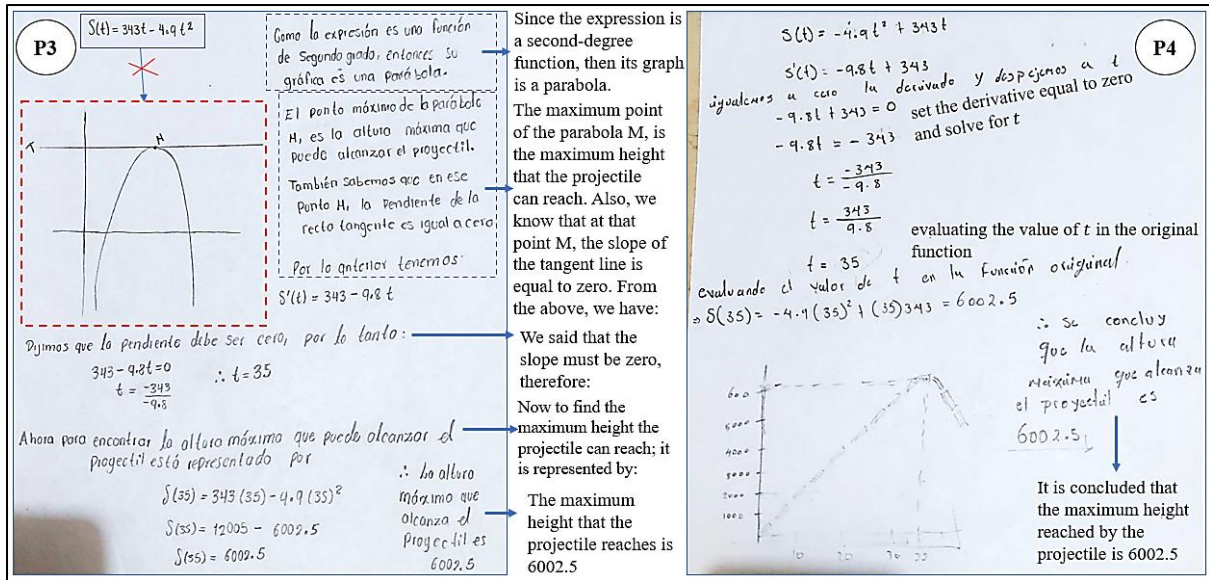 P3
S(t) = 343t - 4.9 t²
Como la expresión es una función
de segundo grado, entonces su
gráfica es una parábola.
El punto máximo de la parábola
M, es la altura máxima que
puede alcanzar el proyectil.
También sabemos que en ese
punto M, la pendiente de la
recta tangente es igual a cero
Por lo anterior tenemos:
S'(t) = 343 - 9.8 t
M
Dijimos que la pendiente debe ser cero, por lo tanto:
343 - 9.8t = 0
t = -343 / -9.8
∴ t = 35
Ahora para encontrar la altura máxima que puede alcanzar el
proyectil está representado por
S(35) = 343(35) - 4.9(35)²
S(35) = 12005 - 6002.5
S(35) = 6002.5
∴ La altura
máxima que
alcanza el
Proyectil es
6002.5
Since the expression is
a second-degree
function, then its graph
is a parabola.
The maximum point
of the parabola M, is
the maximum height
that the projectile
can reach. Also, we
know that at that
point M, the slope of
the tangent line is
equal to zero. From
the above, we have:
We said that the
slope must be zero,
therefore:
Now to find the
maximum height the
projectile can reach; it
is represented by:
The maximum
height that the
projectile reaches is
6002.5
P4
S(t) = -4.9t² + 343t
S'(t) = -9.8t + 343
igualemos a cero la derivada y despejemos a t
-9.8t + 343 = 0
set the derivative equal to zero
and solve for t
-9.8t = -343
t = -343 / -9.8
t = 343 / 9.8
t = 35
evaluating the value of t in the original
function
evaluando el valor de t en la función original.
S(35) = -4.9(35)² + (35)343 = 6002.5
∴ Se concluy
que la altura
máxima que alcanza
el proyectil es
6002.5
600
5000
4000
3000
2000
1000
10 20 30 35
It is concluded that
the maximum height
reached by the
projectile is 6002.5